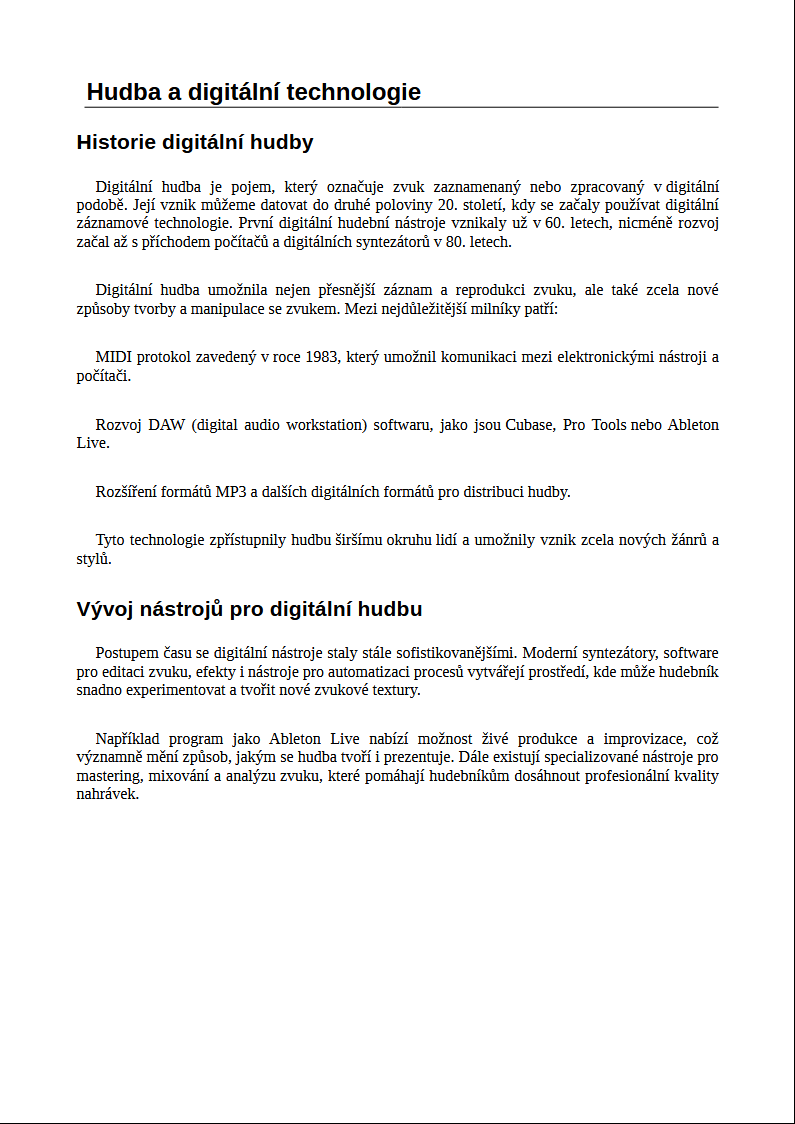 Hudba a digitální technologie
Historie digitální hudby
Digitální hudba je pojem, který označuje zvuk zaznamenaný nebo zpracovaný v digitální
podobě. Její vznik můžeme datovat do druhé poloviny 20. století, kdy se začaly používat digitální
záznamové technologie. První digitální hudební nástroje vznikaly už v 60. letech, nicméně rozvoj
začal až s příchodem počítačů a digitálních syntezátorů v 80. letech.
Digitální hudba umožnila nejen přesnější záznam a reprodukci zvuku, ale také zcela nové
způsoby tvorby a manipulace se zvukem. Mezi nejdůležitější milníky patří:
MIDI protokol zavedený v roce 1983, který umožnil komunikaci mezi elektronickými nástroji a
počítači.
Rozvoj DAW (digital audio workstation) softwaru, jako jsou Cubase, Pro Tools nebo Ableton
Live.
Rozšíření formátů MP3 a dalších digitálních formátů pro distribuci hudby.
Tyto technologie zpřístupnily hudbu širšímu okruhu lidí a umožnily vznik zcela nových žánrů a
stylů.
Vývoj nástrojů pro digitální hudbu
Postupem času se digitální nástroje staly stále sofistikovanějšími. Moderní syntezátory, software
pro editaci zvuku, efekty i nástroje pro automatizaci procesů vytvářejí prostředí, kde může hudebník
snadno experimentovat a tvořit nové zvukové textury.
Například program jako Ableton Live nabízí možnost živé produkce a improvizace, což
významně mění způsob, jakým se hudba tvoří i prezentuje. Dále existují specializované nástroje pro
mastering, mixování a analýzu zvuku, které pomáhají hudebníkům dosáhnout profesionální kvality
nahrávek.